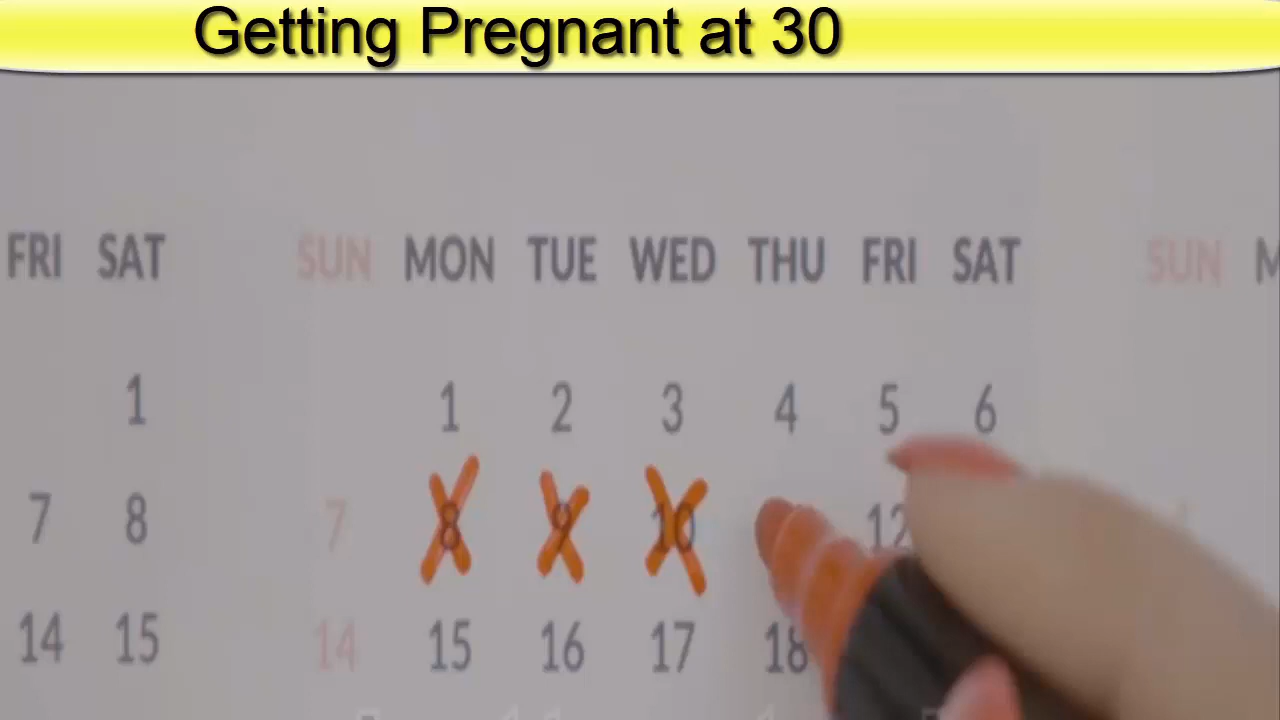 Getting Pregnant at 30
FRI SAT SUN MON TUE WED THU FRI SAT SUN
1 1 2 3 4 5 6
7 8 7 8 9 10 12
14 15 14 15 16 17 18